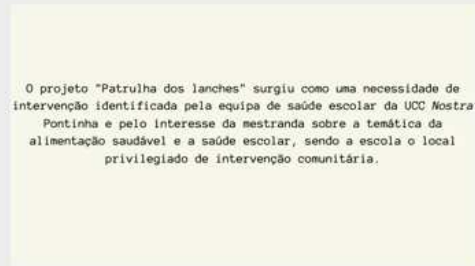 O projeto "Patrulha dos lanches" surgiu como uma necessidade de
intervenção identificada pela equipa de saúde escolar da UCC Nostra
Pontinha e pelo interesse da mestranda sobre a temática da
alimentação saudável e a saúde escolar, sendo a escola o local
privilegiado de intervenção comunitária.